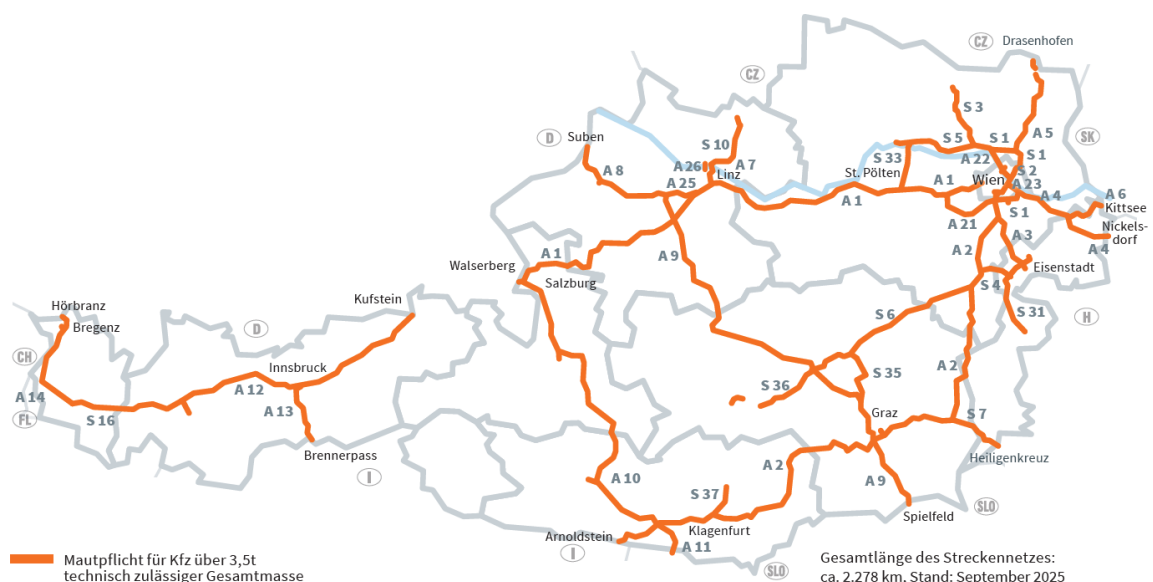 CZ
Drasenhofen
CZ
S 3
S 10
D
Suben
S 5
S 1
A 5
SK
S 33
A 22
S 1
A 26
A 7
A 8
Linz
St. Pölten
S 2
A 25
A 1
Wien
A 23
A 4
A 6
A 1
Kittsee
S 1
A 21
Nickels-
dorf
A 3
A 1
A 9
A 2
A 4
Walserberg
Eisenstadt
Salzburg
S 4
Kufstein
Hörbranz
S 6
S 31
H
Bregenz
D
CH
Innsbruck
A 2
S 35
A 12
S 36
A 14
A 13
Graz
S 7
FL
S 16
Brennerpass
Heiligenkreuz
A 2
I
A 10
A 9
S 37
SLO
Spielfeld
Klagenfurt
Arnoldstein
A 11
I
Mautpflicht für Kfz über 3,5t
technisch zulässiger Gesamtmasse
SLO
Gesamtlänge des Streckennetzes:
ca. 2.278 km, Stand: September 2025